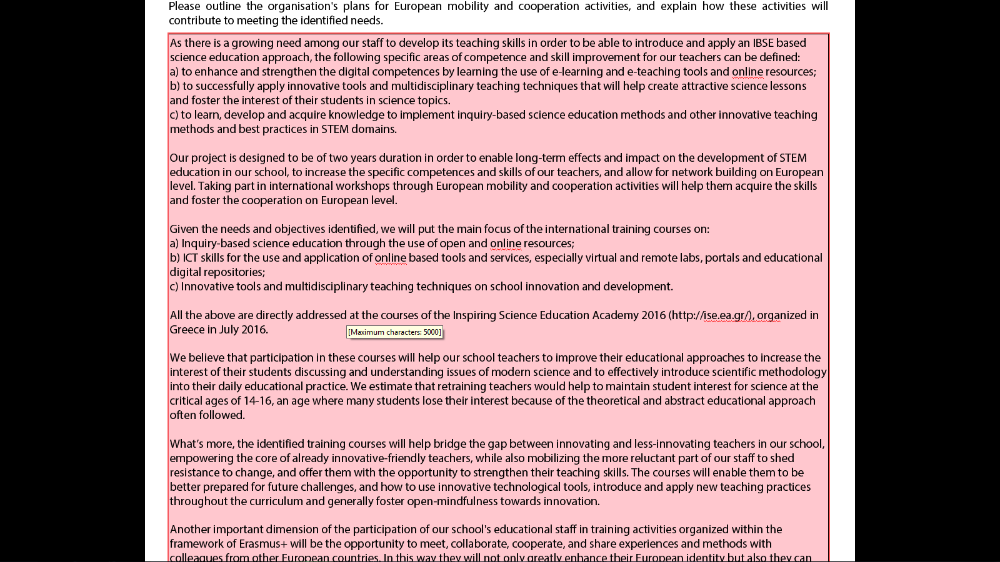 Please outline the organisation's plans for European mobility and cooperation activities, and explain how these activities will
contribute to meeting the identified needs.
As there is a growing need among our staff to develop its teaching skills in order to be able to introduce and apply an IBSE based
science education approach, the following specific areas of competence and skill improvement for our teachers can be defined:
a) to enhance and strengthen the digital competences by learning the use of e-learning and e-teaching tools and online resources;
b) to successfully apply innovative tools and multidisciplinary teaching techniques that will help create attractive science lessons
and foster the interest of their students in science topics.
c) to learn, develop and acquire knowledge to implement inquiry-based science education methods and other innovative teaching
methods and best practices in STEM domains.
Our project is designed to be of two years duration in order to enable long-term effects and impact on the development of STEM
education in our school, to increase the specific competences and skills of our teachers, and allow for network building on European
level. Taking part in international workshops through European mobility and cooperation activities will help them acquire the skills
and foster the cooperation on European level.
Given the needs and objectives identified, we will put the main focus of the international training courses on:
a) Inquiry-based science education through the use of open and online resources;
b) ICT skills for the use and application of online based tools and services, especially virtual and remote labs, portals and educational
digital repositories;
c) Innovative tools and multidisciplinary teaching techniques on school innovation and development.
All the above are directly addressed at the courses of the Inspiring Science Education Academy 2016 (http://ise.ea.gr/), organized in
Greece in July 2016.
[Maximum characters: 5000]
We believe that participation in these courses will help our school teachers to improve their educational approaches to increase the
interest of their students discussing and understanding issues of modern science and to effectively introduce scientific methodology
into their daily educational practice. We estimate that retraining teachers would help to maintain student interest for science at the
critical ages of 14-16, an age where many students lose their interest because of the theoretical and abstract educational approach
often followed.
What's more, the identified training courses will help bridge the gap between innovating and less-innovating teachers in our school,
empowering the core of already innovative-friendly teachers, while also mobilizing the more reluctant part of our staff to shed
resistance to change, and offer them with the opportunity to strengthen their teaching skills. The courses will enable them to be
better prepared for future challenges, and how to use innovative technological tools, introduce and apply new teaching practices
throughout the curriculum and generally foster open-mindfulness towards innovation.
Another important dimension of the participation of our school's educational staff in training activities organized within the
framework of Erasmus+ will be the opportunity to meet, collaborate, cooperate, and share experiences and methods with
colleagues from other European countries. In this way they will not only greatly enhance their European identity but also they can